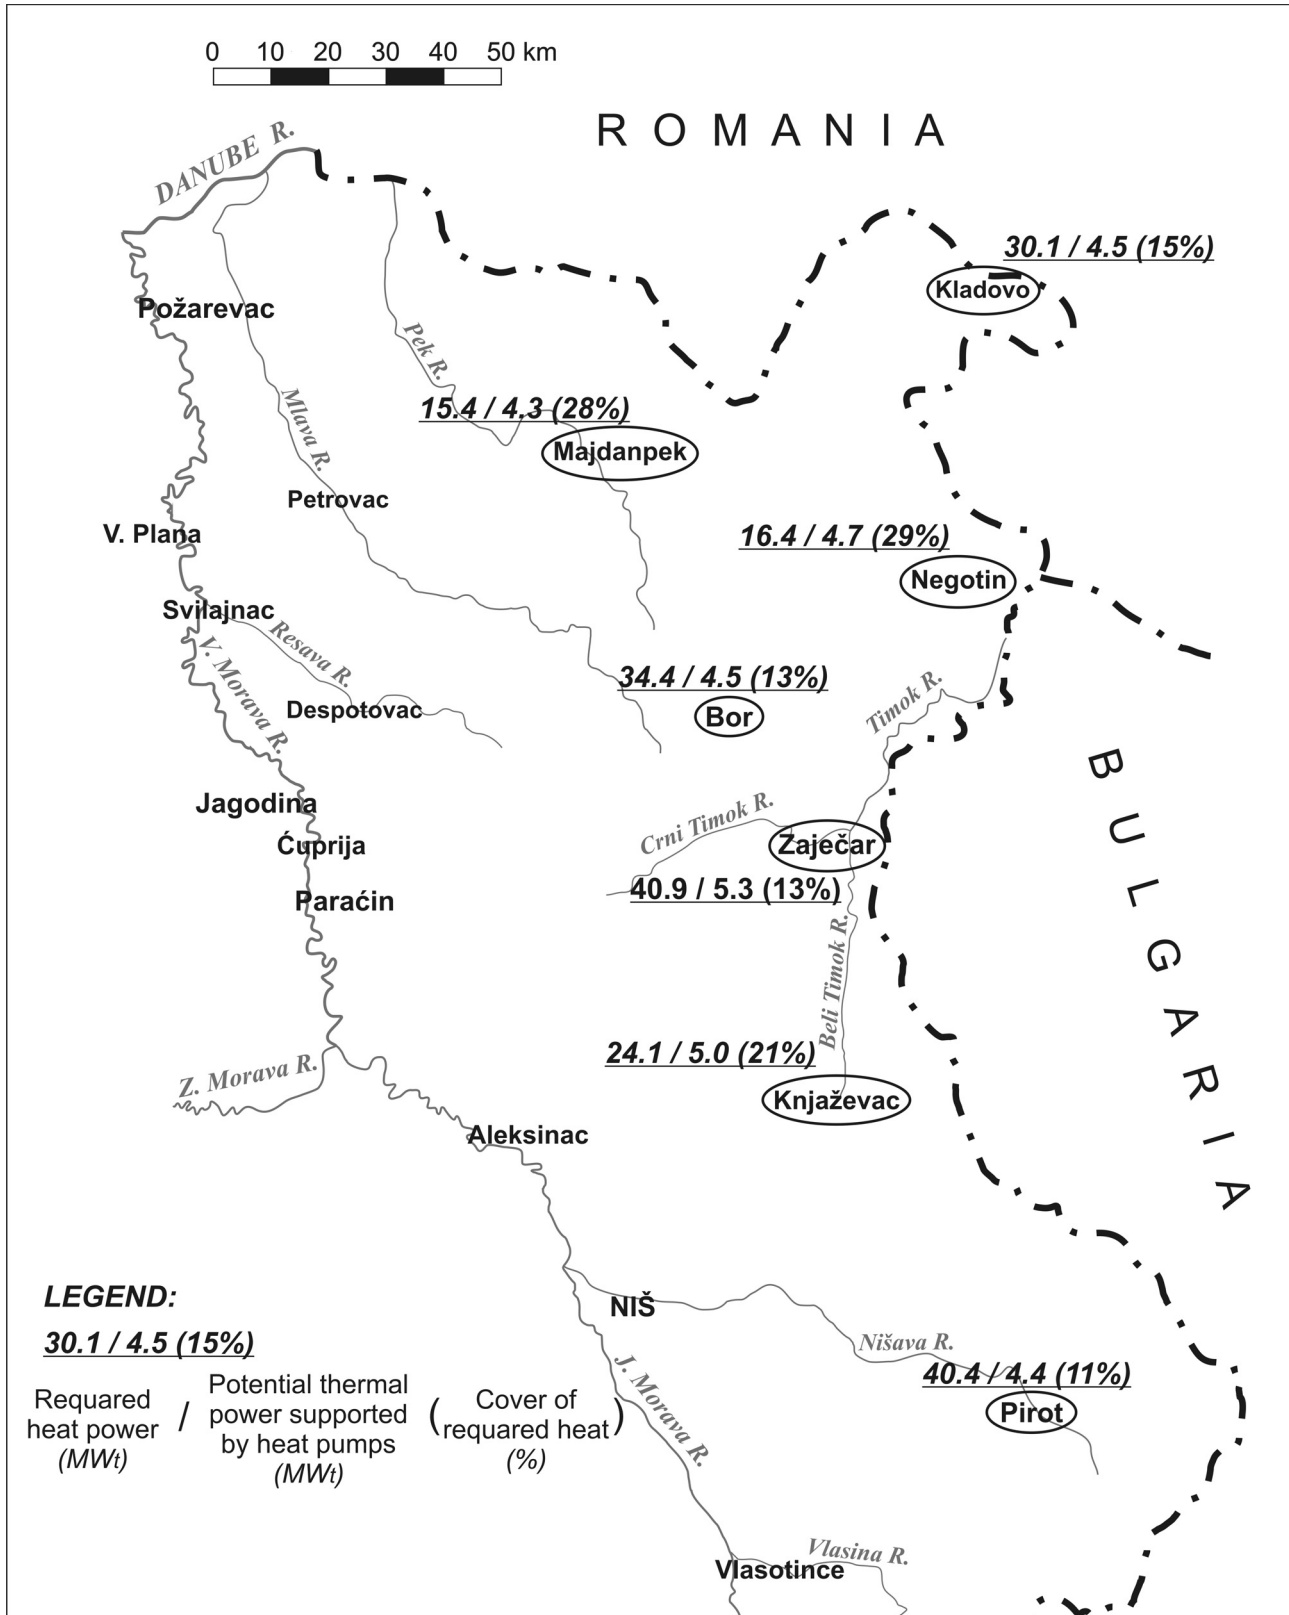 0 10 20 30 40 50 km
ROMANIA
DANUBE R.
30.1 / 4.5 (15%)
Kladovo
Požarevac
Pek R.
Mlava R.
15.4 / 4.3 (28%)
Majdanpek
Petrovac
V. Plana
16.4 / 4.7 (29%)
Negotin
Svilajnac
Resava R.
V. Morava R.
34.4 / 4.5 (13%)
Bor
Timok R.
Despotovac
BULGARIA
Jagodina
Crni Timok R.
Ćuprija
Zaječar
40.9 / 5.3 (13%)
Paraćin
Beli Timok R.
24.1 / 5.0 (21%)
Z. Morava R.
Knjaževac
Aleksinac
NIŠ
Nišava R.
J. Morava R.
40.4 / 4.4 (11%)
Pirot
Vlasina R.
Vlasotince
LEGEND:
30.1 / 4.5 (15%)
Requared
heat power
(MWt)
/
Potential thermal
power supported
by heat pumps
(MWt)
(Cover of
requared heat)
(%)